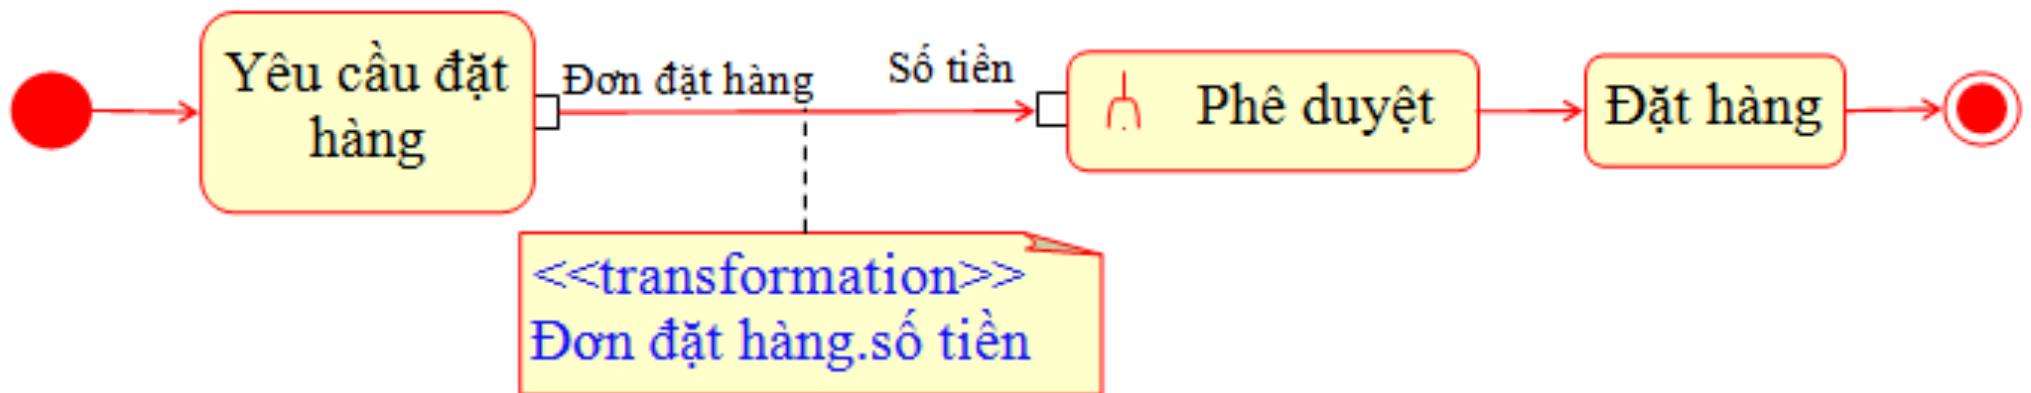 Yêu cầu đặt
hàng
Đơn đặt hàng
Số tiền
Phê duyệt
Đặt hàng
<<transformation>>
Đơn đặt hàng.số tiền